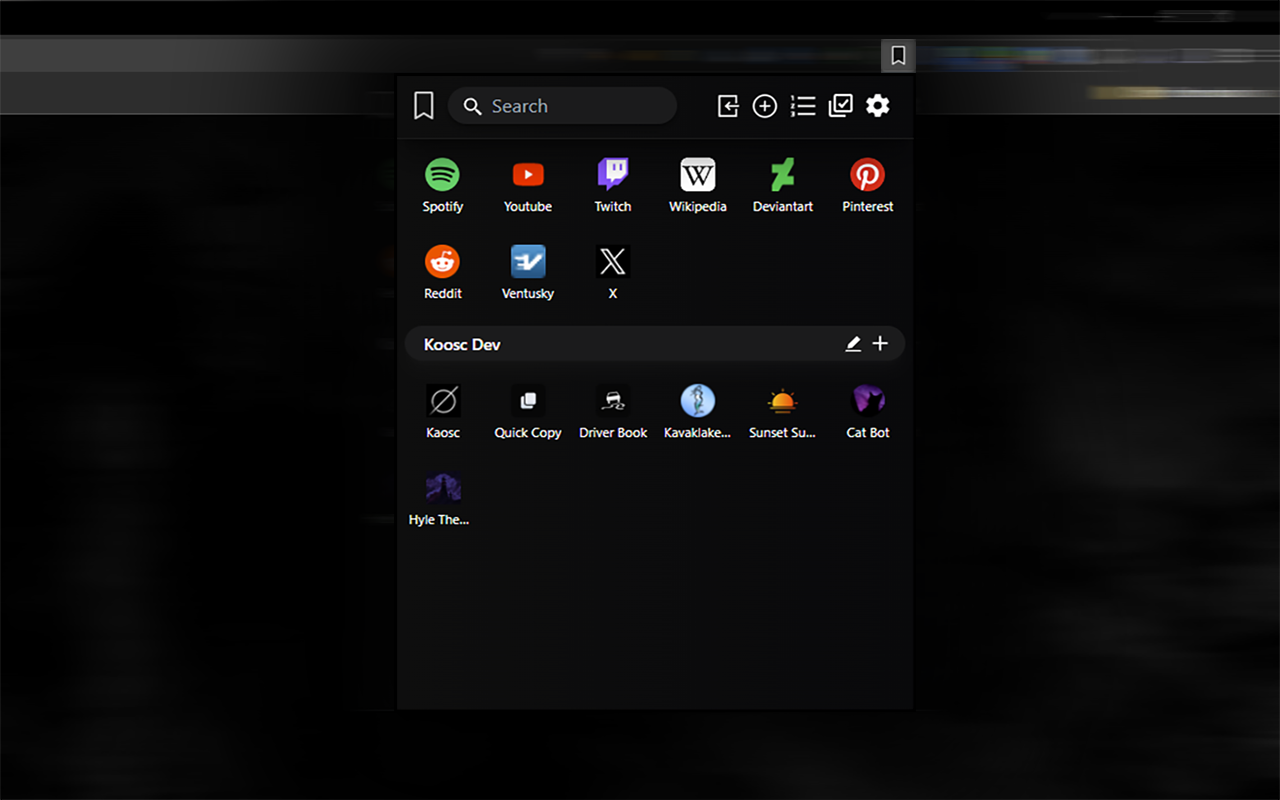 Search
Spotify Youtube Twitch Wikipedia Deviantart Pinterest
Reddit Ventusky X
Koosc Dev
Kaosc Quick Copy Driver Book Kavaklake... Sunset Su... Cat Bot
Hyle The...